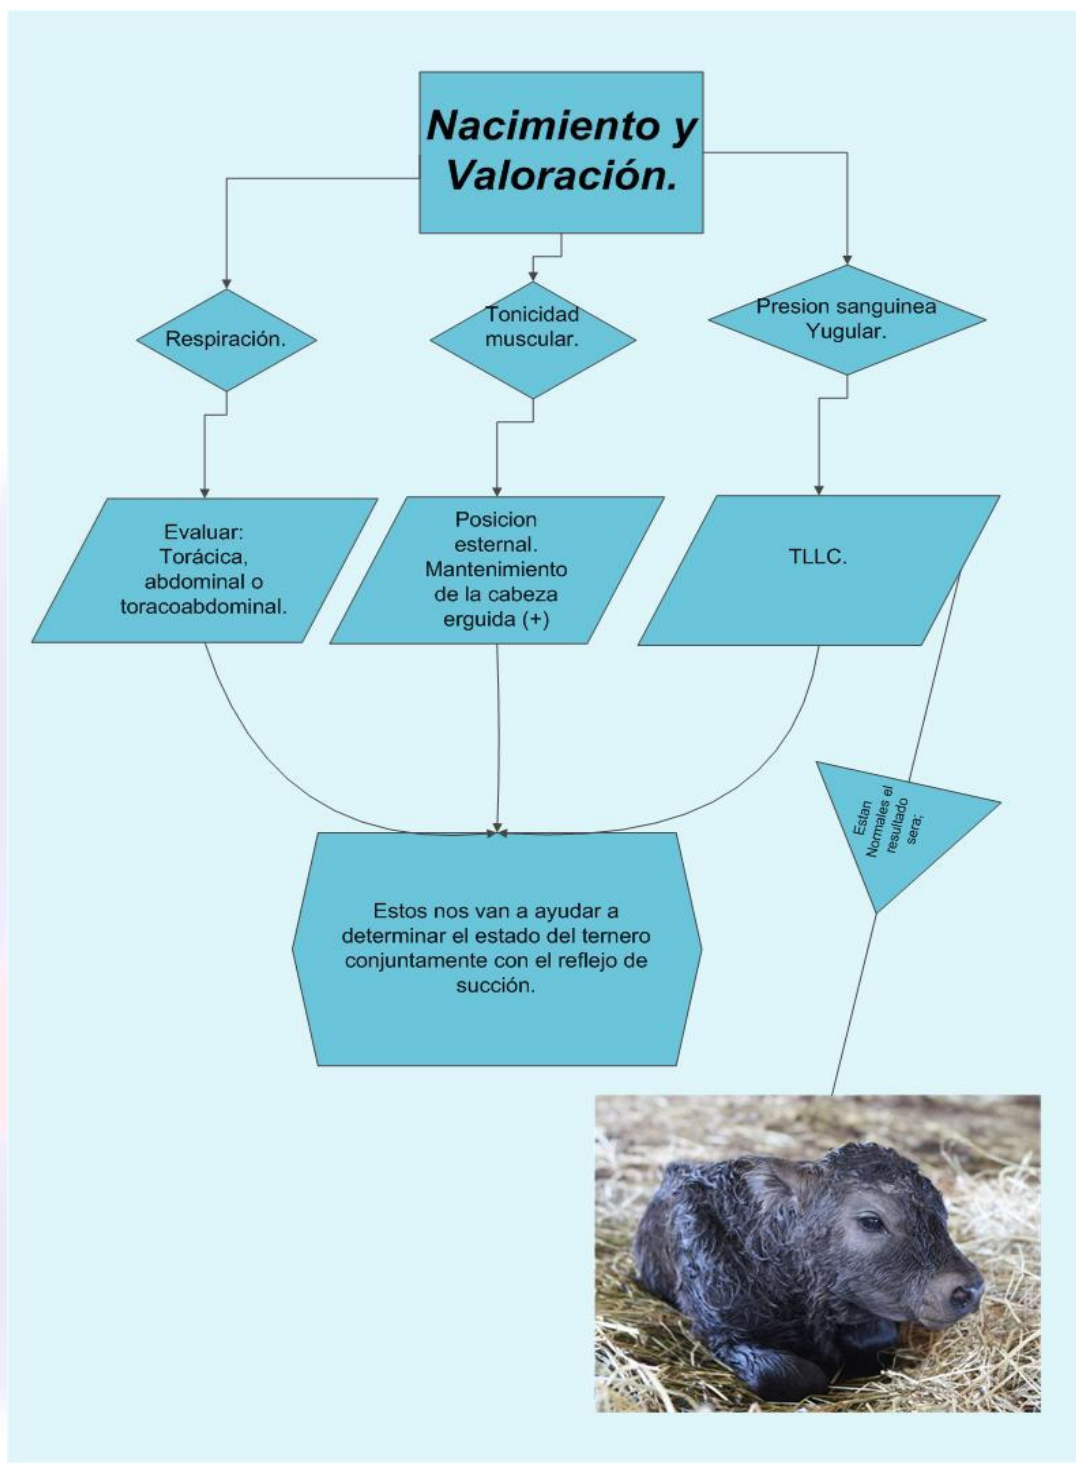 Nacimiento y
Valoración.
Respiración.
Tonicidad
muscular.
Presion sanguinea
Yugular.
Evaluar:
Torácica,
abdominal o
toracoabdominal.
Posicion
esternal.
Mantenimiento
de la cabeza
erguida (+)
TLLC.
Estan
Normales el
resultado
sera;
Estos nos van a ayudar a
determinar el estado del ternero
conjuntamente con el reflejo de
succión.